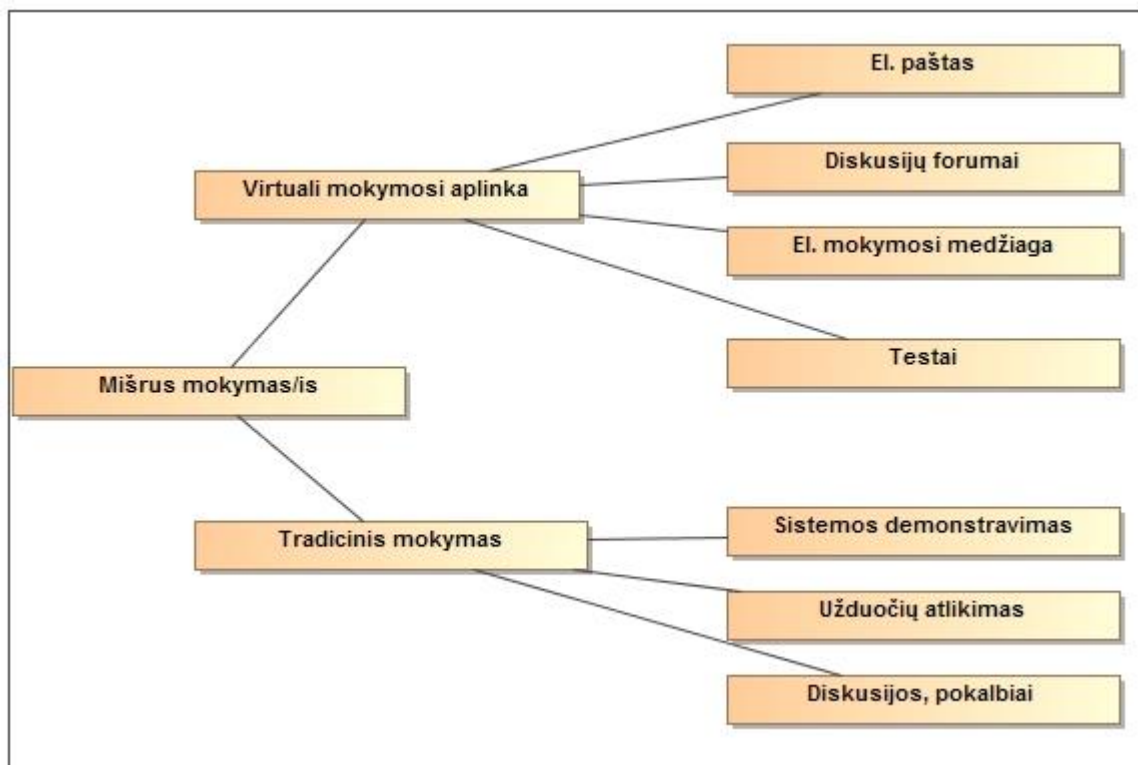 El. paštas
Diskusijų forumai
Virtuali mokymosi aplinka
El. mokymosi medžiaga
Testai
Mišrus mokymas/is
Sistemos demonstravimas
Tradicinis mokymas
Užduočių atlikimas
Diskusijos, pokalbiai